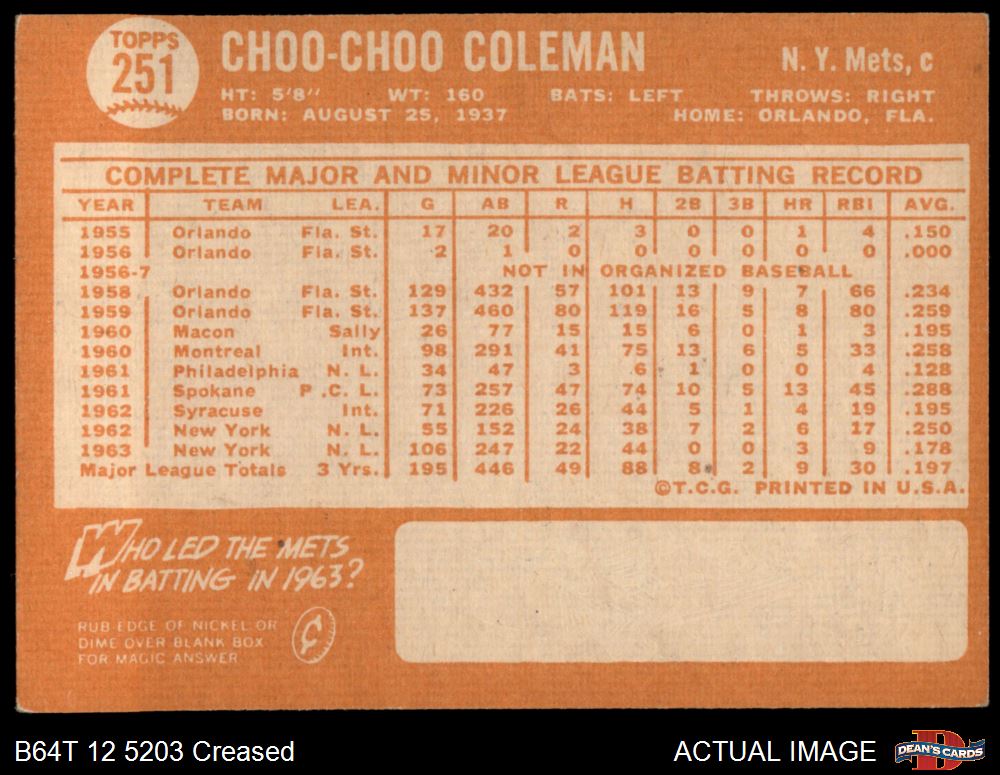 TOPPS
251
CHOO-CHOO COLEMAN
N. Y. Mets, c
HT: 5'8" WT: 160 BATS: LEFT THROWS: RIGHT
BORN: AUGUST 25, 1937 HOME: ORLANDO, FLA.
COMPLETE MAJOR AND MINOR LEAGUE BATTING RECORD
YEAR TEAM LEA. G AB R H 2B 3B HR RBI AVG.
1955 Orlando Fla. St. 17 20 2 3 0 0 1 4 .150
1956 Orlando Fla. St. 2 1 0 0 0 0 0 0 .000
1956-7 NOT IN ORGANIZED BASEBALL
1958 Orlando Fla. St. 129 432 57 101 13 9 7 66 .234
1959 Orlando Fla. St. 137 460 80 119 16 5 8 80 .259
1960 Macon Sally 26 77 15 15 6 0 1 3 .195
1960 Montreal Int. 98 291 41 75 13 6 5 33 .258
1961 Philadelphia N. L. 34 47 3 6 1 0 0 4 .128
1961 Spokane P .C. L. 73 257 47 74 10 5 13 45 .288
1962 Syracuse Int. 71 226 26 44 5 1 4 19 .195
1962 New York N. L. 55 152 24 38 7 2 6 17 .250
1963 New York N. L. 106 247 22 44 0 0 3 9 .178
Major League Totals 3 Yrs. 195 446 49 88 8 2 9 30 .197
©T.C.G. PRINTED IN U.S.A.
WHO LED THE METS
IN BATTING IN 1963?
RUB EDGE OF NICKEL OR
DIME OVER BLANK BOX
FOR MAGIC ANSWER
¢
B64T 12 5203 Creased
ACTUAL IMAGE
D
DEAN'S CARDS